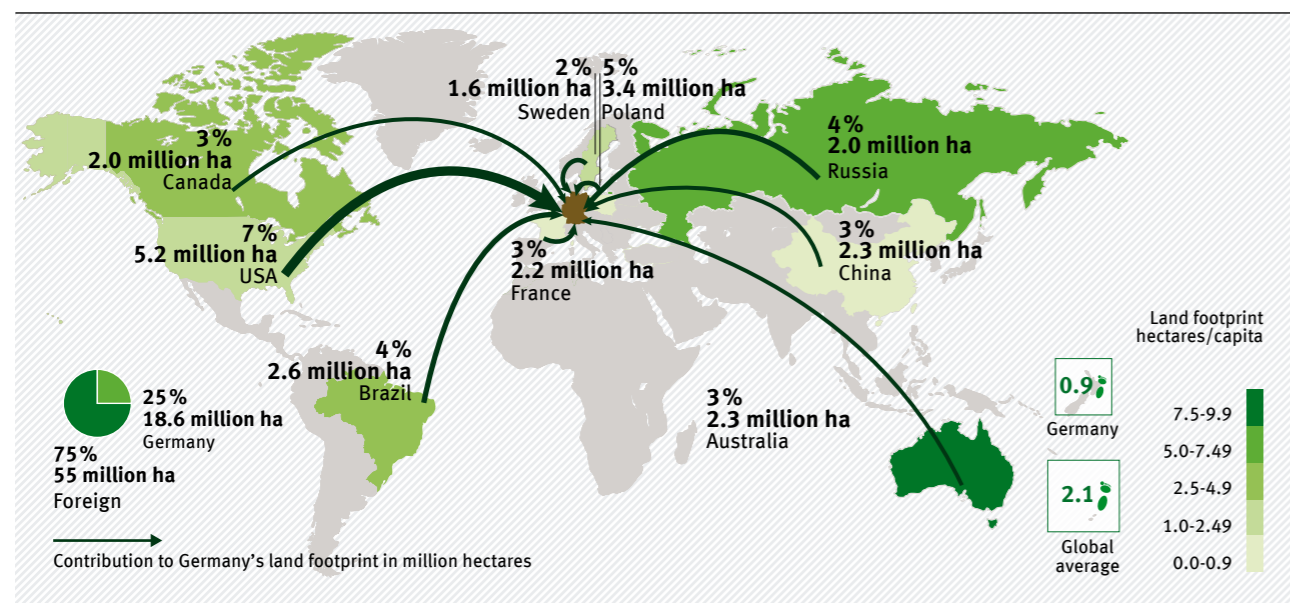 2%
1.6 million ha
Sweden
5%
3.4 million ha
Poland
3%
2.0 million ha
Canada
4%
2.0 million ha
Russia
7%
5.2 million ha
USA
3%
2.2 million ha
France
3%
2.3 million ha
China
4%
2.6 million ha
Brazil
3%
2.3 million ha
Australia
25%
18.6 million ha
Germany
75%
55 million ha
Foreign
Contribution to Germany's land footprint in million hectares
Land footprint
hectares/capita
0.9
Germany
2.1
Global
average
7.5-9.9
5.0-7.49
2.5-4.9
1.0-2.49
0.0-0.9